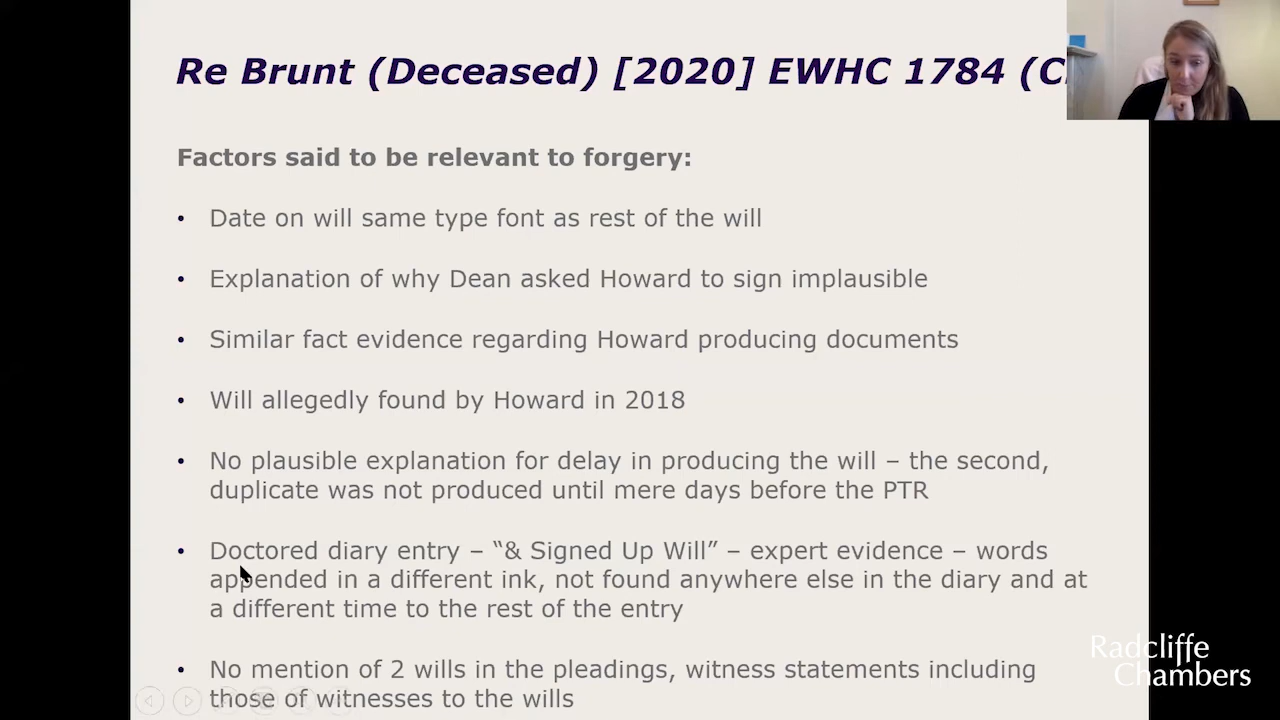 Re Brunt (Deceased) [2020] EWHC 1784 (C
Factors said to be relevant to forgery:
• Date on will same type font as rest of the will
• Explanation of why Dean asked Howard to sign implausible
• Similar fact evidence regarding Howard producing documents
• Will allegedly found by Howard in 2018
• No plausible explanation for delay in producing the will – the second,
duplicate was not produced until mere days before the PTR
• Doctored diary entry – “& Signed Up Will” – expert evidence – words
appended in a different ink, not found anywhere else in the diary and at
a different time to the rest of the entry
• No mention of 2 wills in the pleadings, witness statements including
those of witnesses to the wills
Radcliffe
Chambers